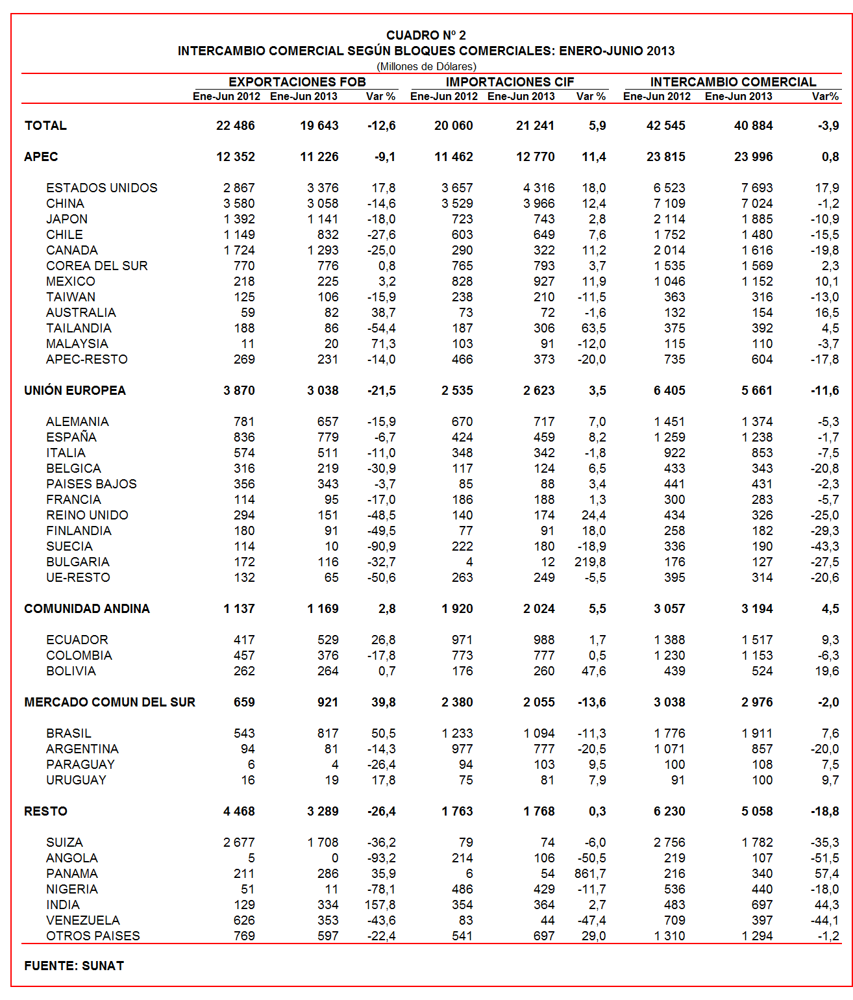 CUADRO Nº 2
INTERCAMBIO COMERCIAL SEGÚN BLOQUES COMERCIALES: ENERO-JUNIO 2013
(Millones de Dólares)
EXPORTACIONES FOB IMPORTACIONES CIF INTERCAMBIO COMERCIAL
Ene-Jun 2012 Ene-Jun 2013 Var % Ene-Jun 2012 Ene-Jun 2013 Var % Ene-Jun 2012 Ene-Jun 2013 Var%
TOTAL 22 486 19 643 -12,6 20 060 21 241 5,9 42 545 40 884 -3,9
APEC 12 352 11 226 -9,1 11 462 12 770 11,4 23 815 23 996 0,8
ESTADOS UNIDOS 2 867 3 376 17,8 3 657 4 316 18,0 6 523 7 693 17,9
CHINA 3 580 3 058 -14,6 3 529 3 966 12,4 7 109 7 024 -1,2
JAPON 1 392 1 141 -18,0 723 743 2,8 2 114 1 885 -10,9
CHILE 1 149 832 -27,6 603 649 7,6 1 752 1 480 -15,5
CANADA 1 724 1 293 -25,0 290 322 11,2 2 014 1 616 -19,8
COREA DEL SUR 770 776 0,8 765 793 3,7 1 535 1 569 2,3
MEXICO 218 225 3,2 828 927 11,9 1 046 1 152 10,1
TAIWAN 125 106 -15,9 238 210 -11,5 363 316 -13,0
AUSTRALIA 59 82 38,7 73 72 -1,6 132 154 16,5
TAILANDIA 188 86 -54,4 187 306 63,5 375 392 4,5
MALAYSIA 11 20 71,3 103 91 -12,0 115 110 -3,7
APEC-RESTO 269 231 -14,0 466 373 -20,0 735 604 -17,8
UNIÓN EUROPEA 3 870 3 038 -21,5 2 535 2 623 3,5 6 405 5 661 -11,6
ALEMANIA 781 657 -15,9 670 717 7,0 1 451 1 374 -5,3
ESPAÑA 836 779 -6,7 424 459 8,2 1 259 1 238 -1,7
ITALIA 574 511 -11,0 348 342 -1,8 922 853 -7,5
BELGICA 316 219 -30,9 117 124 6,5 433 343 -20,8
PAISES BAJOS 356 343 -3,7 85 88 3,4 441 431 -2,3
FRANCIA 114 95 -17,0 186 188 1,3 300 283 -5,7
REINO UNIDO 294 151 -48,5 140 174 24,4 434 326 -25,0
FINLANDIA 180 91 -49,5 77 91 18,0 258 182 -29,3
SUECIA 114 10 -90,9 222 180 -18,9 336 190 -43,3
BULGARIA 172 116 -32,7 4 12 219,8 176 127 -27,5
UE-RESTO 132 65 -50,6 263 249 -5,5 395 314 -20,6
COMUNIDAD ANDINA 1 137 1 169 2,8 1 920 2 024 5,5 3 057 3 194 4,5
ECUADOR 417 529 26,8 971 988 1,7 1 388 1 517 9,3
COLOMBIA 457 376 -17,8 773 777 0,5 1 230 1 153 -6,3
BOLIVIA 262 264 0,7 176 260 47,6 439 524 19,6
MERCADO COMUN DEL SUR 659 921 39,8 2 380 2 055 -13,6 3 038 2 976 -2,0
BRASIL 543 817 50,5 1 233 1 094 -11,3 1 776 1 911 7,6
ARGENTINA 94 81 -14,3 977 777 -20,5 1 071 857 -20,0
PARAGUAY 6 4 -26,4 94 103 9,5 100 108 7,5
URUGUAY 16 19 17,8 75 81 7,9 91 100 9,7
RESTO 4 468 3 289 -26,4 1 763 1 768 0,3 6 230 5 058 -18,8
SUIZA 2 677 1 708 -36,2 79 74 -6,0 2 756 1 782 -35,3
ANGOLA 5 0 -93,2 214 106 -50,5 219 107 -51,5
PANAMA 211 286 35,9 6 54 861,7 216 340 57,4
NIGERIA 51 11 -78,1 486 429 -11,7 536 440 -18,0
INDIA 129 334 157,8 354 364 2,7 483 697 44,3
VENEZUELA 626 353 -43,6 83 44 -47,4 709 397 -44,1
OTROS PAISES 769 597 -22,4 541 697 29,0 1 310 1 294 -1,2
FUENTE: SUNAT